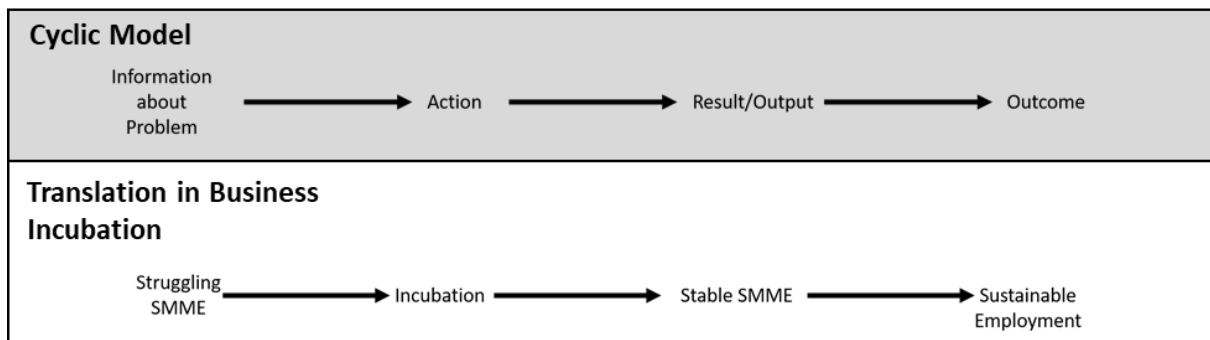 Cyclic Model
Information
about
Problem
Action
Result/Output
Outcome
Translation in Business
Incubation
Struggling
SMME
Incubation
Stable SMME
Sustainable
Employment